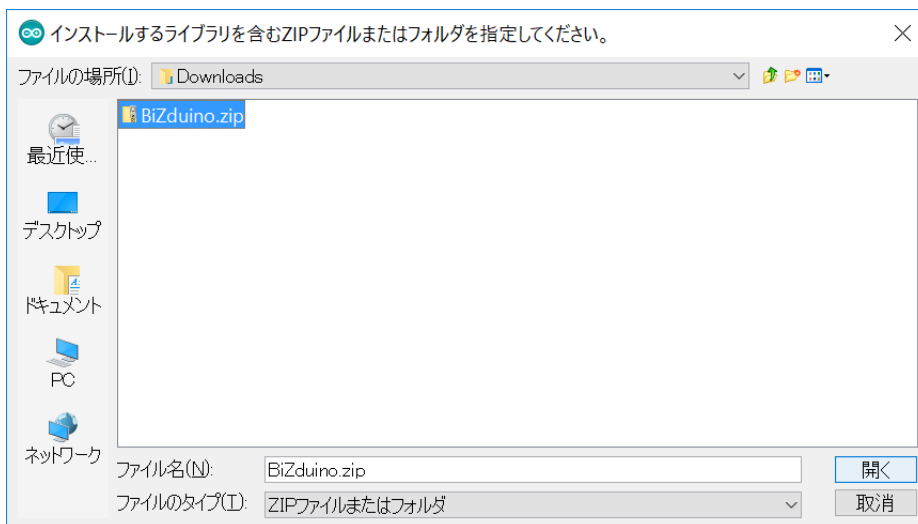 インストールするライブラリを含むZIPファイルまたはフォルダを指定してください。
ファイルの場所(I): Downloads
BiZduino.zip
最近使...
デスクトップ
ドキュメント
PC
ネットワーク
ファイル名(N): BiZduino.zip 開く
ファイルのタイプ(T): ZIPファイルまたはフォルダ 取消